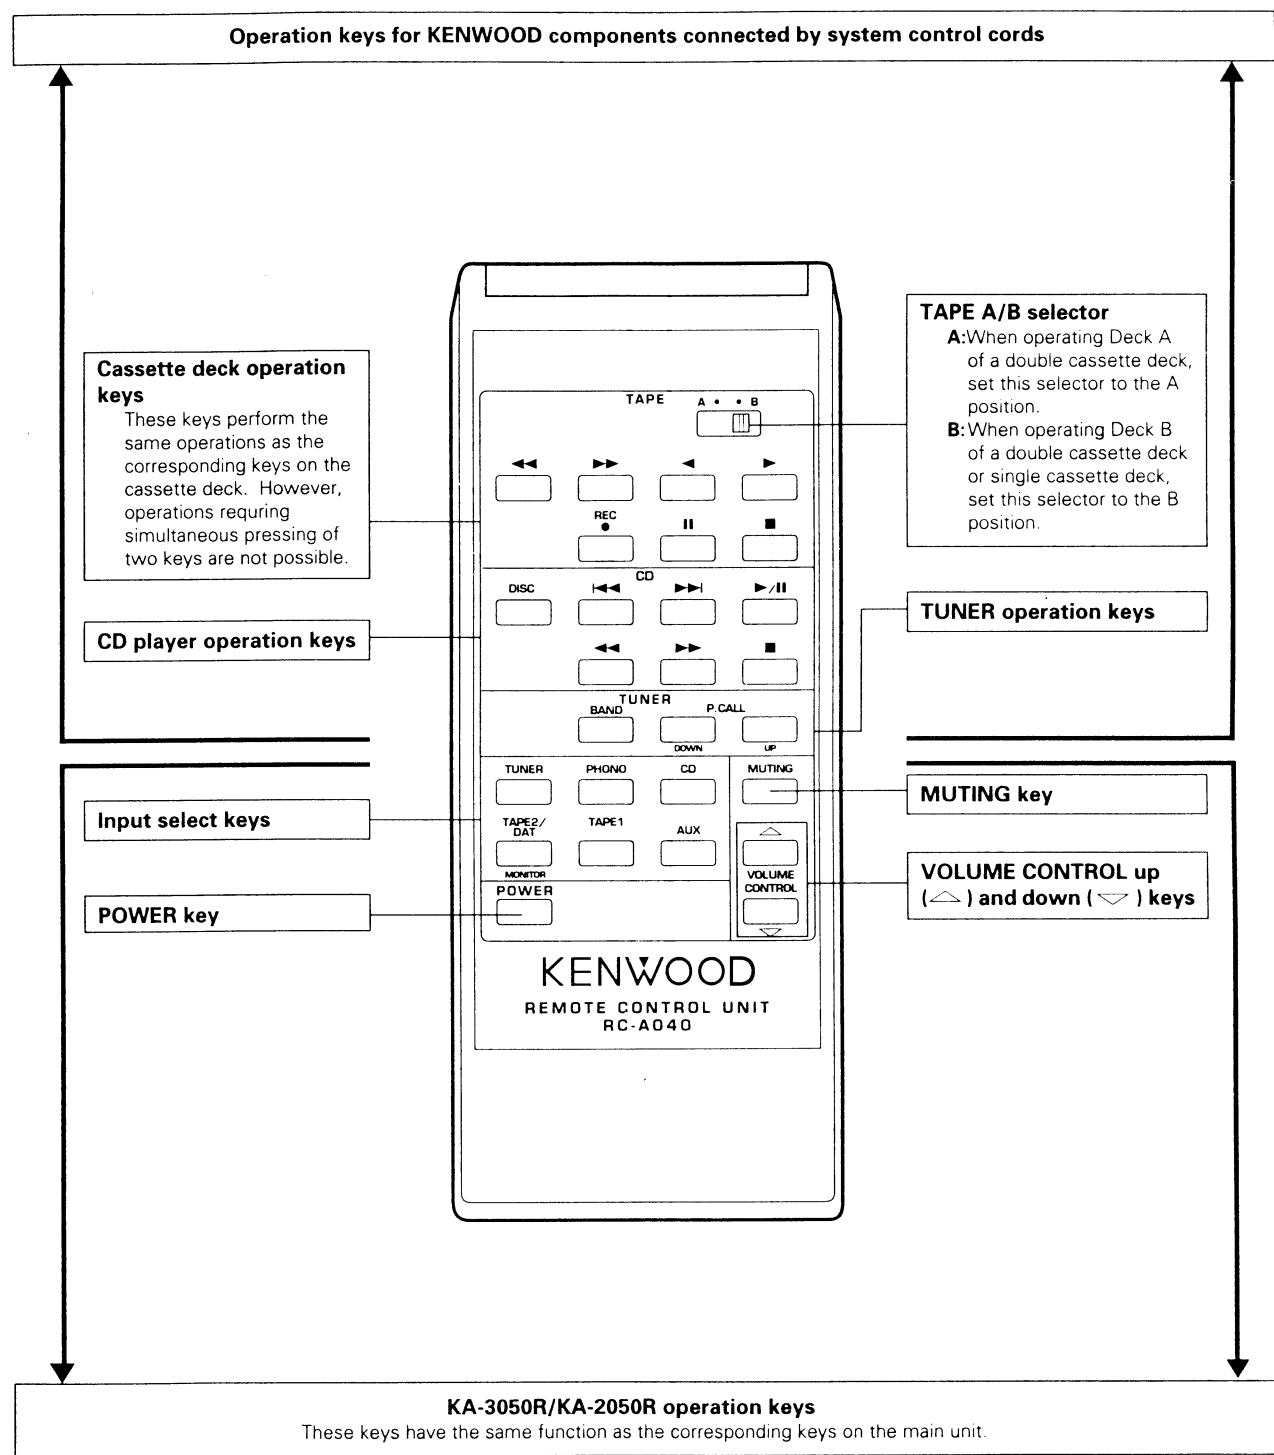 Operation keys for KENWOOD components connected by system control cords
Cassette deck operation
keys
These keys perform the
same operations as the
corresponding keys on the
cassette deck. However,
operations requring
simultaneous pressing of
two keys are not possible.
CD player operation keys
Input select keys
POWER key
TAPE A • • B
◄◄ ►► ◄ ►
REC
● II ■
CD
DISC I◄◄ ►►I ►/II
◄◄ ►► ■
TUNER
BAND P.CALL
DOWN UP
TUNER PHONO CD MUTING
TAPE2/
DAT TAPE1 AUX
MONITOR
VOLUME
CONTROL
POWER
KENWOOD
REMOTE CONTROL UNIT
RC-A040
TAPE A/B selector
A:When operating Deck A
of a double cassette deck,
set this selector to the A
position.
B:When operating Deck B
of a double cassette deck
or single cassette deck,
set this selector to the B
position.
TUNER operation keys
MUTING key
VOLUME CONTROL up
(△) and down (▽) keys
KA-3050R/KA-2050R operation keys
These keys have the same function as the corresponding keys on the main unit.